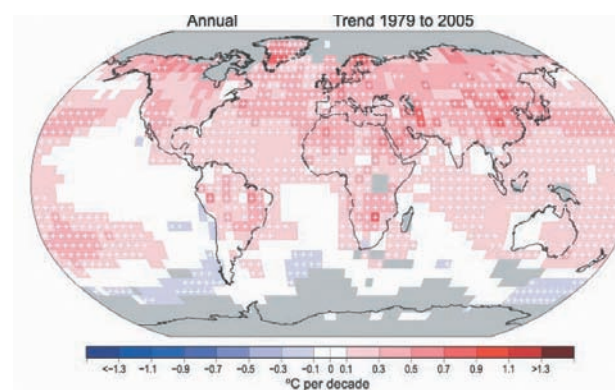 Annual Trend 1979 to 2005
<-1.3 -1.1 -0.9 -0.7 -0.5 -0.3 -0.1 0 0.1 0.3 0.5 0.7 0.9 1.1 >1.3
ºC per decade